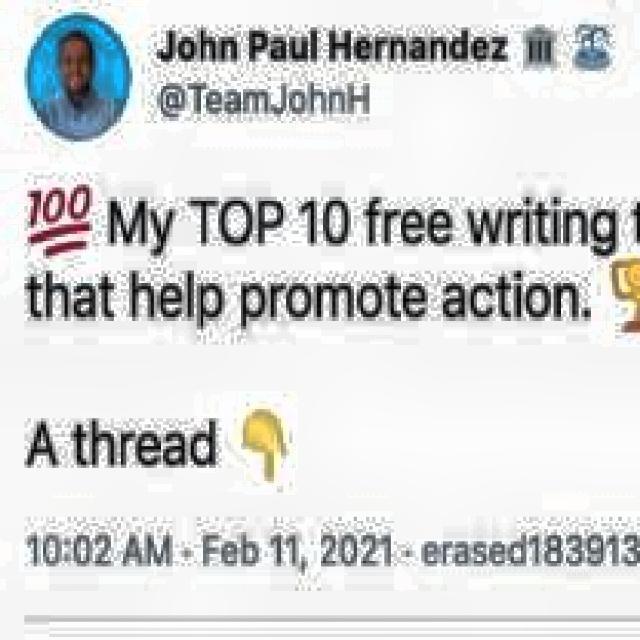 John Paul Hernandez 🏛 🏝
@TeamJohnH
💯 My TOP 10 free writing
that help promote action. 🏆
A thread 👇
10:02 AM · Feb 11, 2021 · erased183913